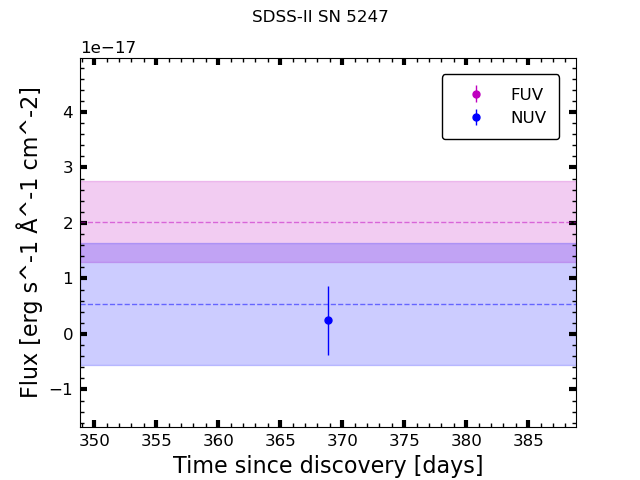 SDSS-II SN 5247
1e−17
FUV
NUV
4
3
2
1
0
−1
Flux [erg s^-1 Å^-1 cm^-2]
350 355 360 365 370 375 380 385
Time since discovery [days]